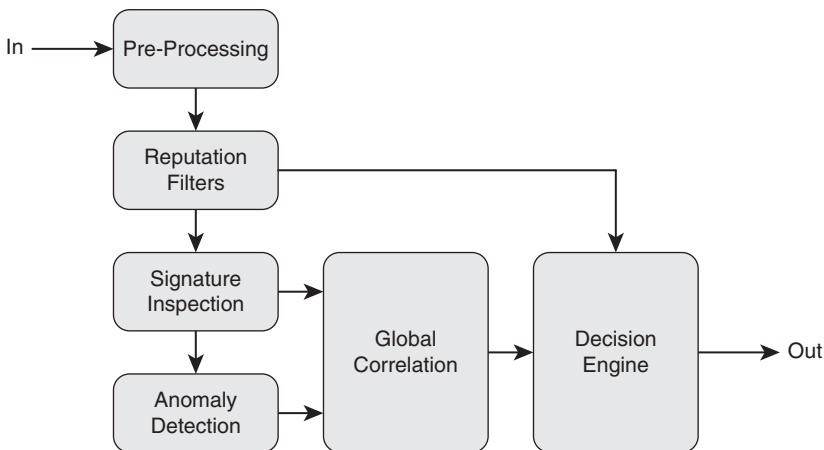 In
Pre-Processing
Reputation
Filters
Signature
Inspection
Anomaly
Detection
Global
Correlation
Decision
Engine
Out